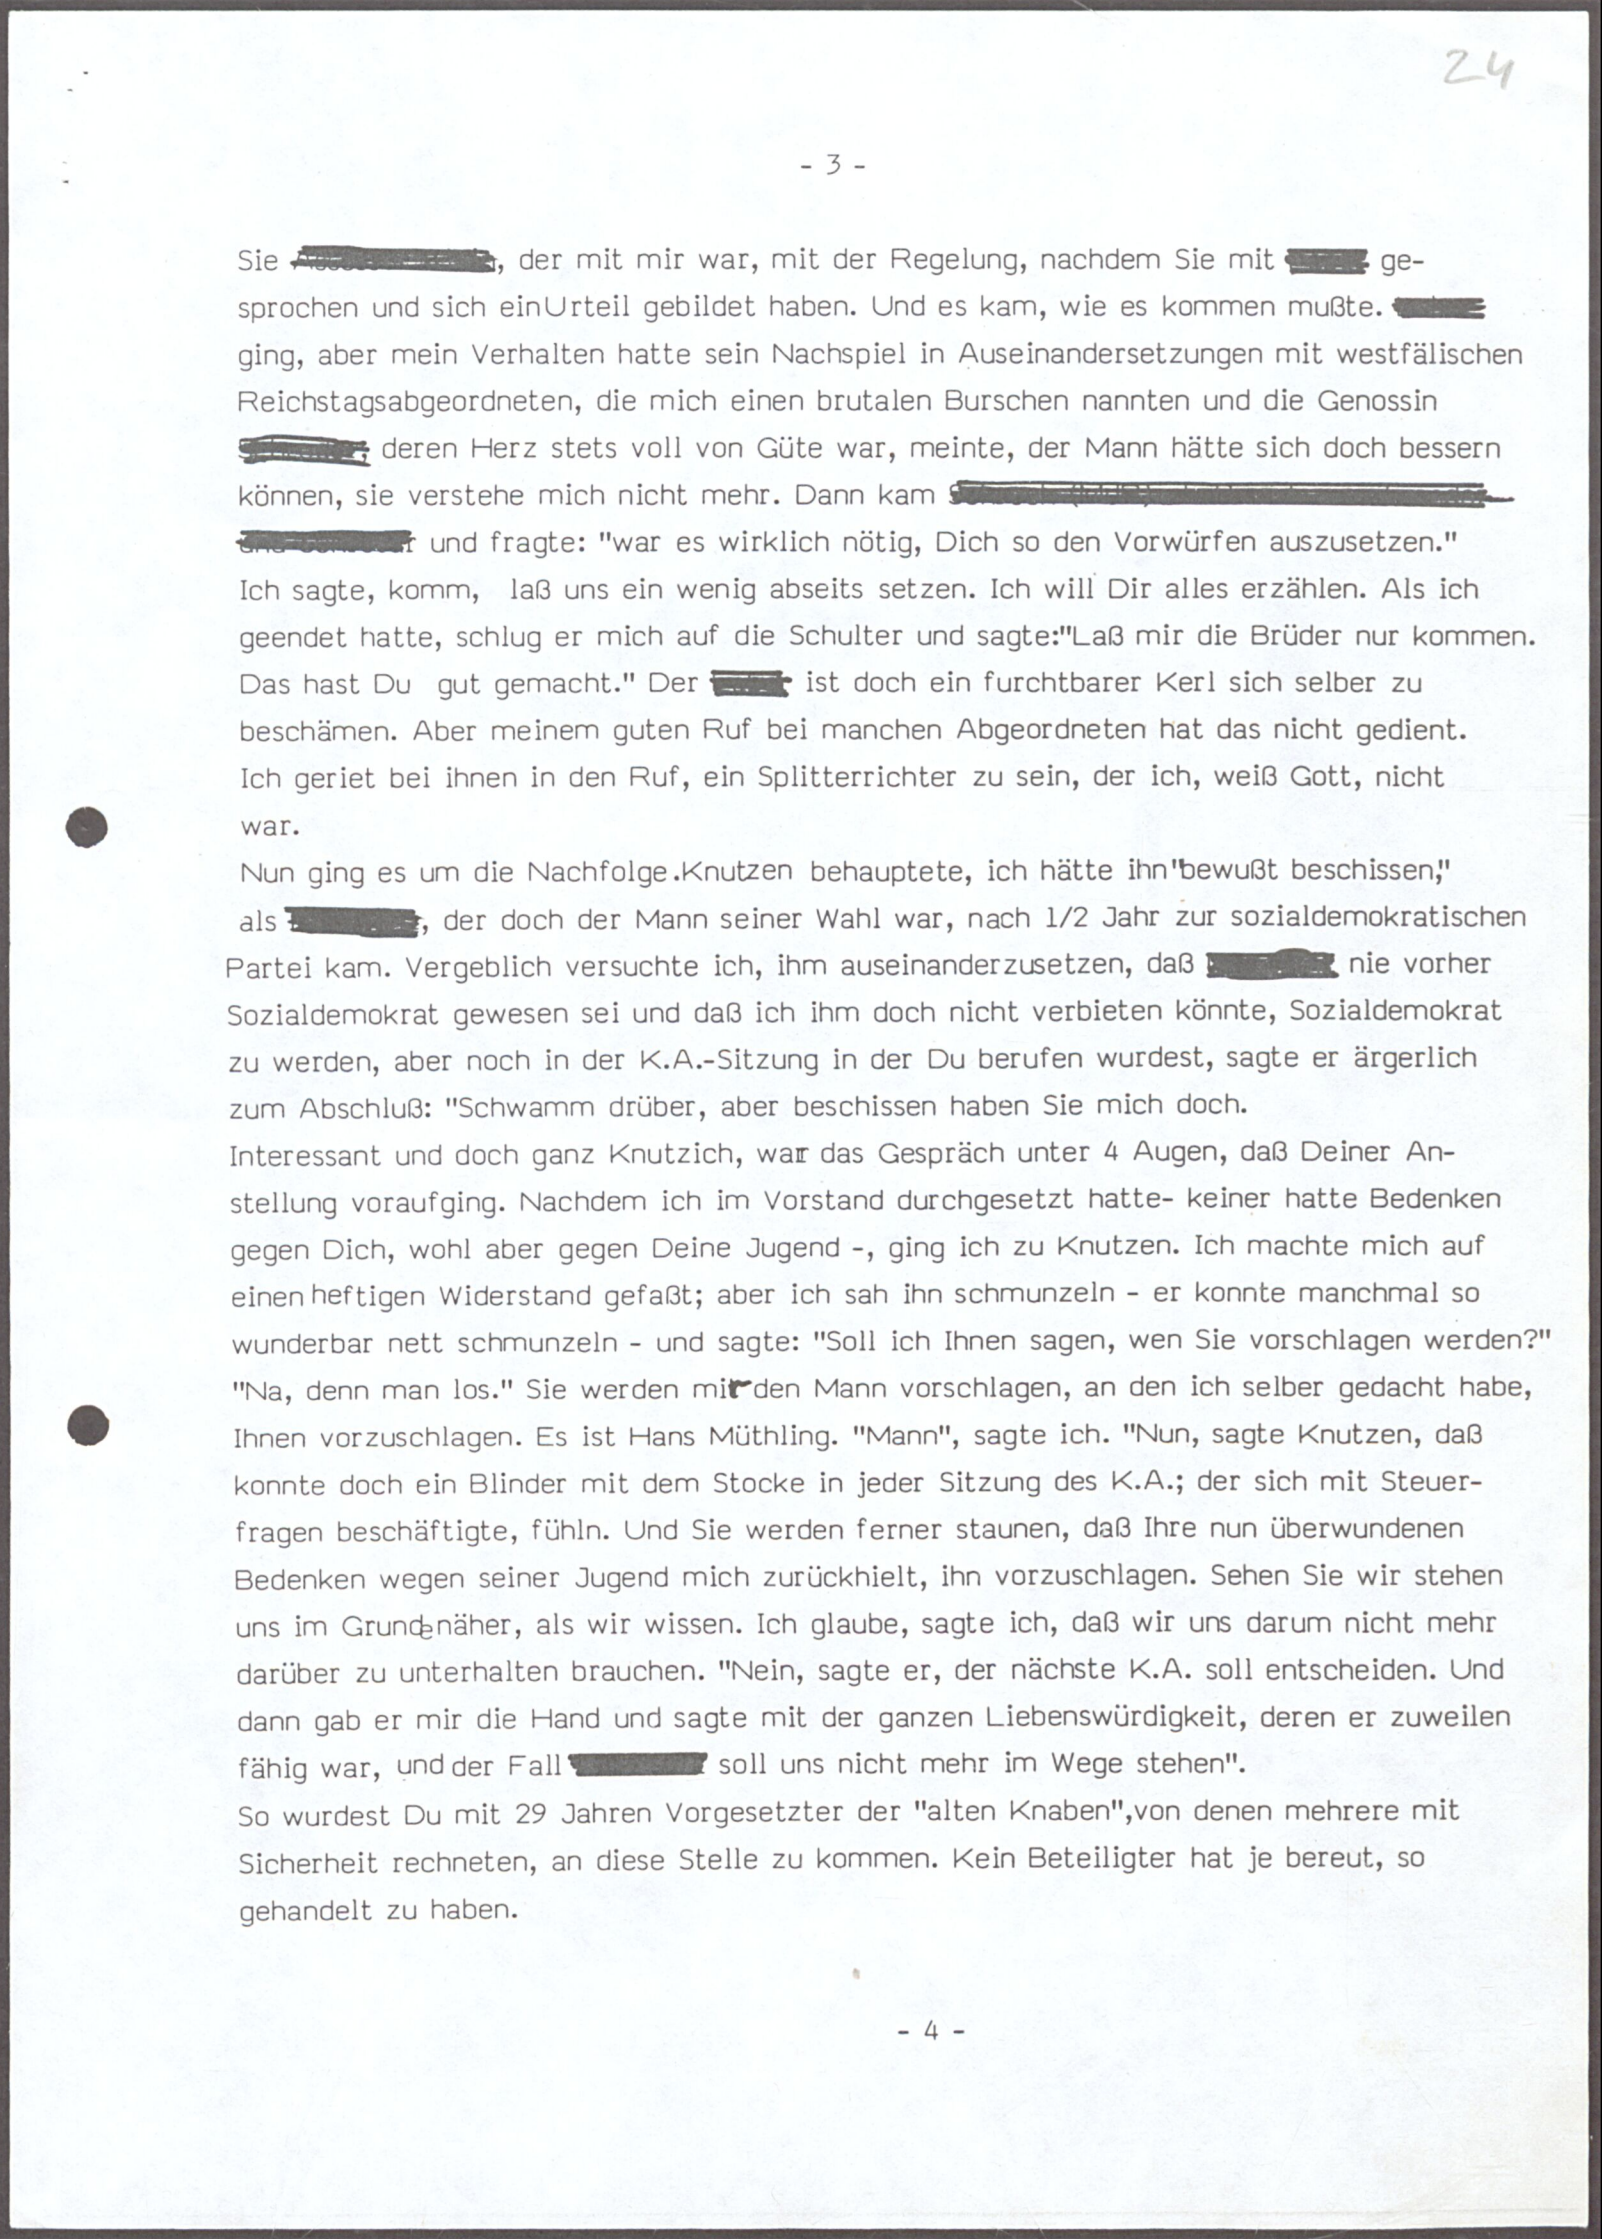 24
- 3 -
Sie , der mit mir war, mit der Regelung, nachdem Sie mit ge-
sprochen und sich einUrteil gebildet haben. Und es kam, wie es kommen mußte.
ging, aber mein Verhalten hatte sein Nachspiel in Auseinandersetzungen mit westfälischen
Reichstagsabgeordneten, die mich einen brutalen Burschen nannten und die Genossin
deren Herz stets voll von Güte war, meinte, der Mann hätte sich doch bessern
können, sie verstehe mich nicht mehr. Dann kam
und fragte: "war es wirklich nötig, Dich so den Vorwürfen auszusetzen."
Ich sagte, komm, laß uns ein wenig abseits setzen. Ich will Dir alles erzählen. Als ich
geendet hatte, schlug er mich auf die Schulter und sagte:"Laß mir die Brüder nur kommen.
Das hast Du gut gemacht." Der ist doch ein furchtbarer Kerl sich selber zu
beschämen. Aber meinem guten Ruf bei manchen Abgeordneten hat das nicht gedient.
Ich geriet bei ihnen in den Ruf, ein Splitterrichter zu sein, der ich, weiß Gott, nicht
war.
Nun ging es um die Nachfolge.Knutzen behauptete, ich hätte ihn"bewußt beschissen,"
als , der doch der Mann seiner Wahl war, nach 1/2 Jahr zur sozialdemokratischen
Partei kam. Vergeblich versuchte ich, ihm auseinanderzusetzen, daß nie vorher
Sozialdemokrat gewesen sei und daß ich ihm doch nicht verbieten könnte, Sozialdemokrat
zu werden, aber noch in der K.A.-Sitzung in der Du berufen wurdest, sagte er ärgerlich
zum Abschluß: "Schwamm drüber, aber beschissen haben Sie mich doch.
Interessant und doch ganz Knutzich, war das Gespräch unter 4 Augen, daß Deiner An-
stellung voraufging. Nachdem ich im Vorstand durchgesetzt hatte- keiner hatte Bedenken
gegen Dich, wohl aber gegen Deine Jugend -, ging ich zu Knutzen. Ich machte mich auf
einen heftigen Widerstand gefaßt; aber ich sah ihn schmunzeln - er konnte manchmal so
wunderbar nett schmunzeln - und sagte: "Soll ich Ihnen sagen, wen Sie vorschlagen werden?"
"Na, denn man los." Sie werden mir den Mann vorschlagen, an den ich selber gedacht habe,
Ihnen vorzuschlagen. Es ist Hans Müthling. "Mann", sagte ich. "Nun, sagte Knutzen, daß
konnte doch ein Blinder mit dem Stocke in jeder Sitzung des K.A.; der sich mit Steuer-
fragen beschäftigte, fühln. Und Sie werden ferner staunen, daß Ihre nun überwundenen
Bedenken wegen seiner Jugend mich zurückhielt, ihn vorzuschlagen. Sehen Sie wir stehen
uns im Grunde näher, als wir wissen. Ich glaube, sagte ich, daß wir uns darum nicht mehr
darüber zu unterhalten brauchen. "Nein, sagte er, der nächste K.A. soll entscheiden. Und
dann gab er mir die Hand und sagte mit der ganzen Liebenswürdigkeit, deren er zuweilen
fähig war, und der Fall soll uns nicht mehr im Wege stehen".
So wurdest Du mit 29 Jahren Vorgesetzter der "alten Knaben",von denen mehrere mit
Sicherheit rechneten, an diese Stelle zu kommen. Kein Beteiligter hat je bereut, so
gehandelt zu haben.
- 4 -